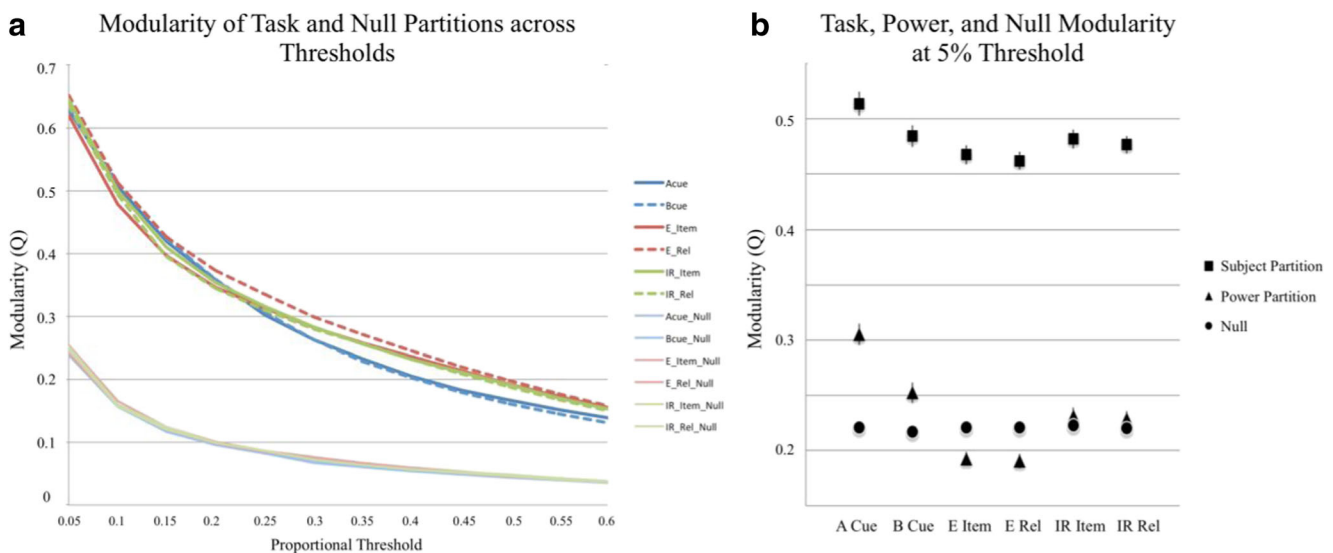 a
Modularity of Task and Null Partitions across
Thresholds
0.7
0.6
0.5
0.4
0.3
0.2
0.1
0
Modularity (Q)
0.05 0.1 0.15 0.2 0.25 0.3 0.35 0.4 0.45 0.5 0.55 0.6
Proportional Threshold
Acue
Bcue
E_Item
E_Rel
IR_Item
IR_Rel
Acue_Null
Bcue_Null
E_Item_Null
E_Rel_Null
IR_Item_Null
IR_Rel_Null
b
Task, Power, and Null Modularity
at 5% Threshold
0.5
0.4
0.3
0.2
Modularity (Q)
A Cue B Cue E Item E Rel IR Item IR Rel
Subject Partition
Power Partition
Null